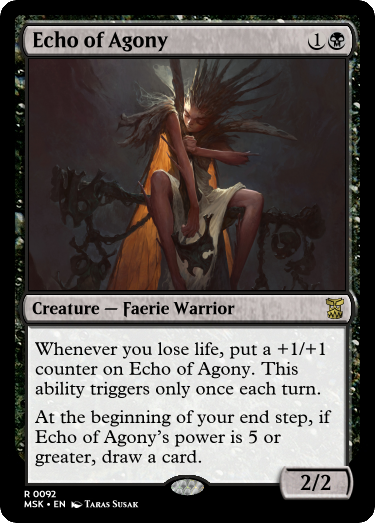 Echo of Agony 1
Creature — Faerie Warrior
Whenever you lose life, put a +1/+1
counter on Echo of Agony. This
ability triggers only once each turn.
At the beginning of your end step, if
Echo of Agony's power is 5 or
greater, draw a card.
2/2
R 0092
MSK • EN Taras Susak